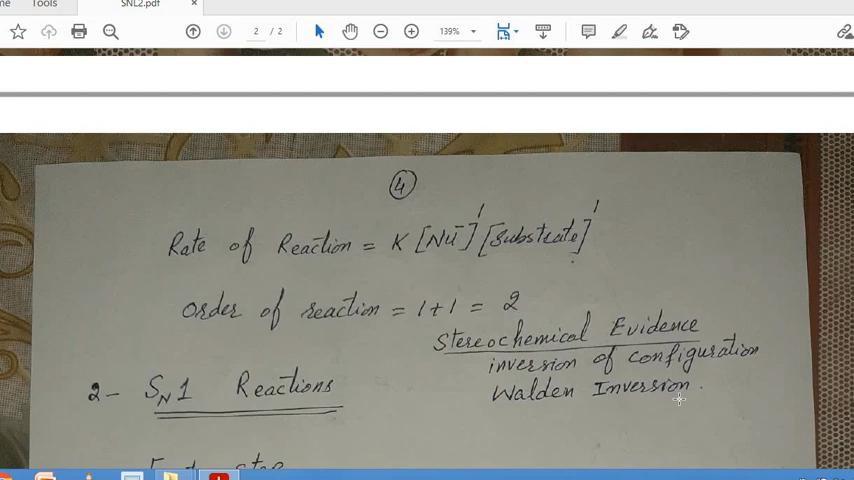 Tools
SNL2.pdf
×
2 / 2
139%
4
Rate of Reaction = K [Nu-]¹ [Substrate]¹
Order of reaction = 1+1 = 2
Stereochemical Evidence
inversion of configuration
Walden Inversion.
2- SN1 Reactions